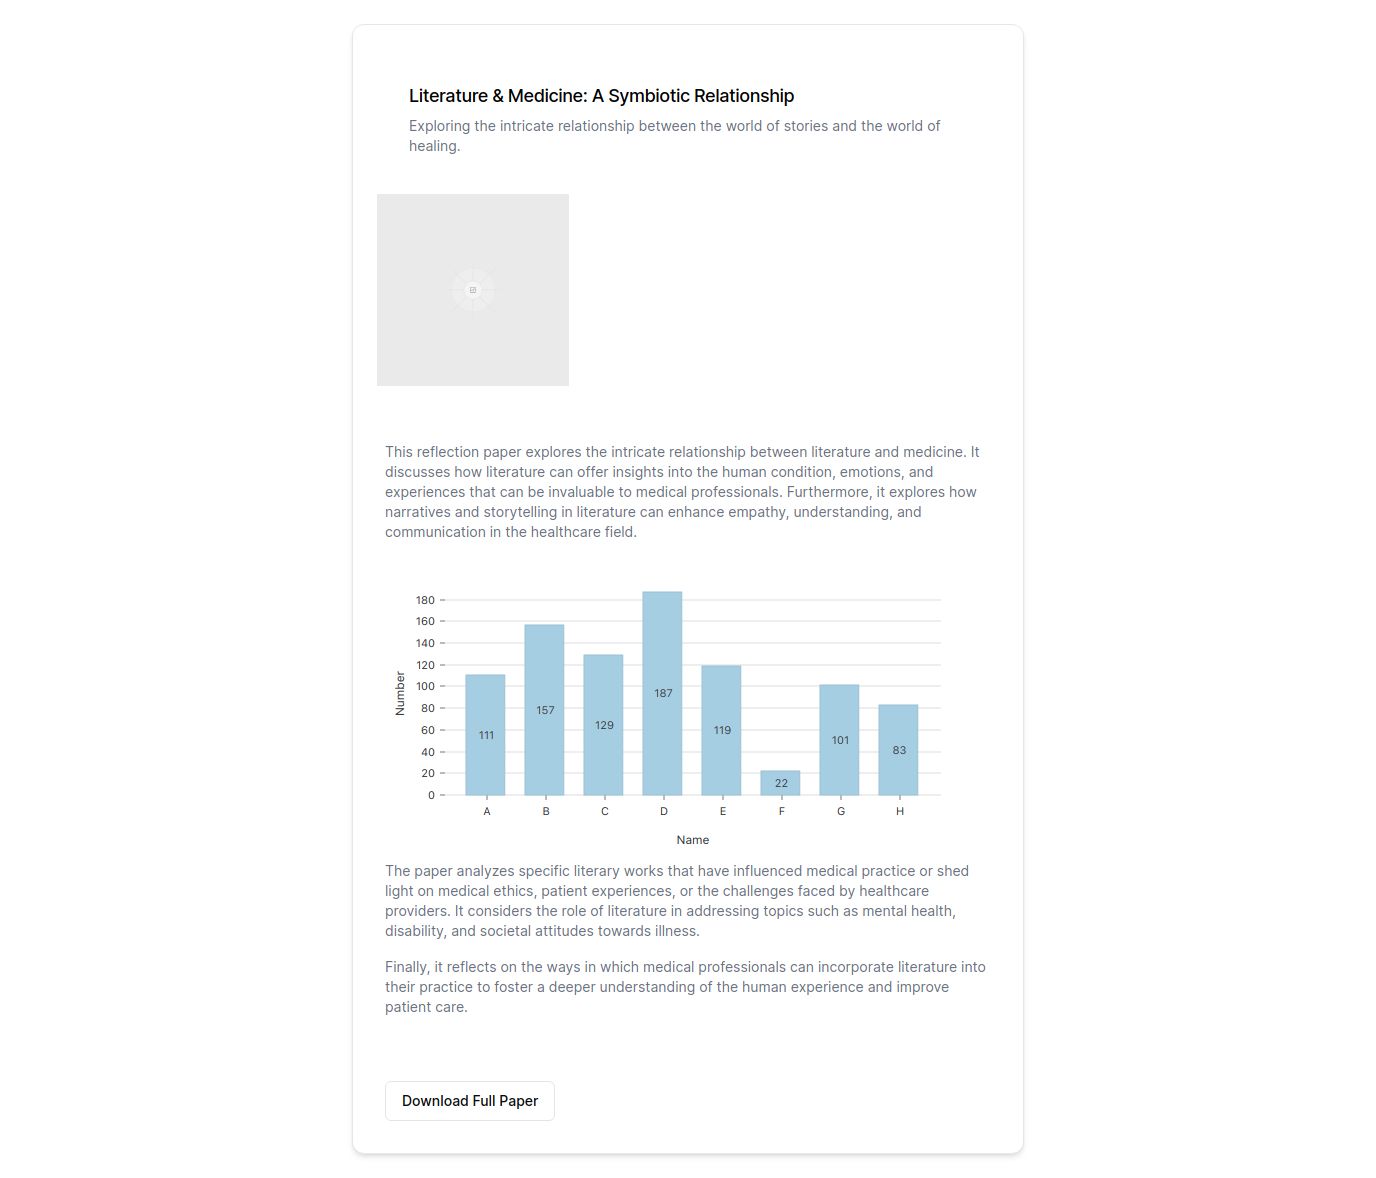 Literature & Medicine: A Symbiotic Relationship
Exploring the intricate relationship between the world of stories and the world of
healing.
This reflection paper explores the intricate relationship between literature and medicine. It
discusses how literature can offer insights into the human condition, emotions, and
experiences that can be invaluable to medical professionals. Furthermore, it explores how
narratives and storytelling in literature can enhance empathy, understanding, and
communication in the healthcare field.
Number
180
160
140
120
100
80
60
40
20
0
111
157
129
187
119
22
101
83
A B C D E F G H
Name
The paper analyzes specific literary works that have influenced medical practice or shed
light on medical ethics, patient experiences, or the challenges faced by healthcare
providers. It considers the role of literature in addressing topics such as mental health,
disability, and societal attitudes towards illness.
Finally, it reflects on the ways in which medical professionals can incorporate literature into
their practice to foster a deeper understanding of the human experience and improve
patient care.
Download Full Paper